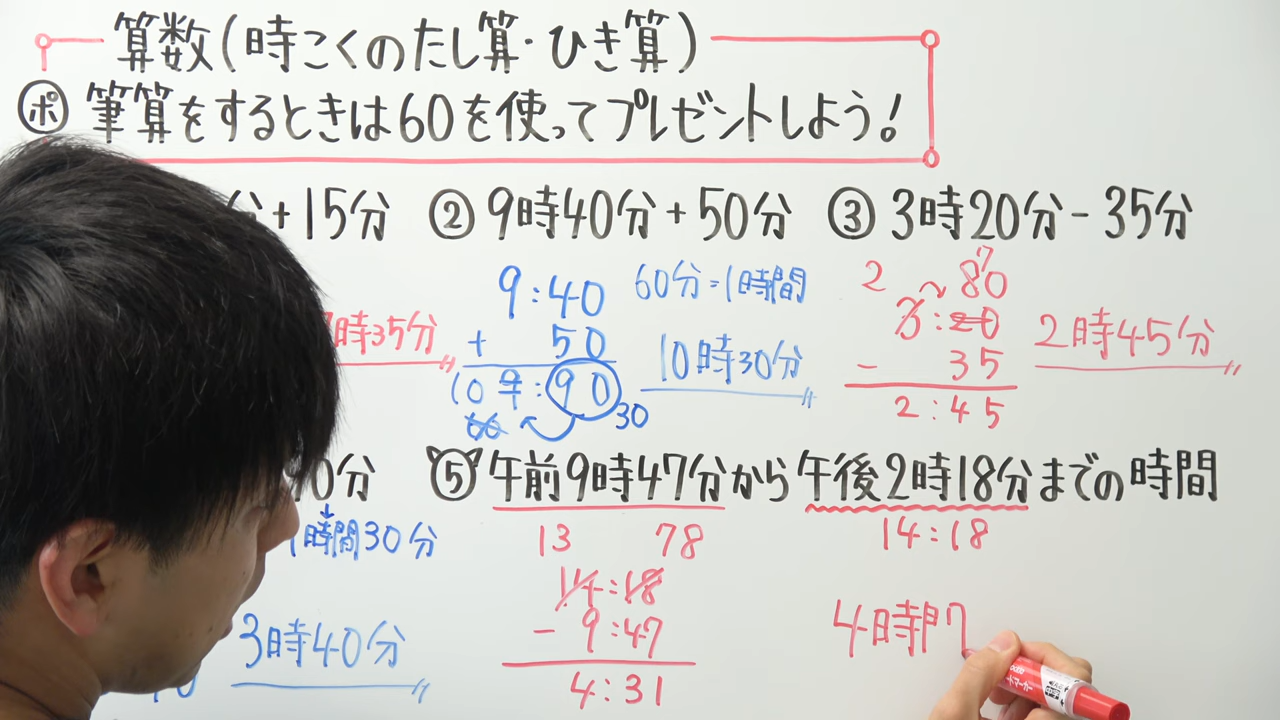 算数(時こくのたし算・ひき算)
ポ 筆算をするときは60を使ってプレゼントしよう!
分+15分
時35分
② 9時40分+50分
9:40
+ 50
10 9:90
60
30
60分=1時間
10時30分
③ 3時20分-35分
2 80
7
3:20
- 35
2:45
2時45分
0分
1時間30分
3時40分
⑤ 午前9時47分から午後2時18分までの時間
13 78
14:18
- 9:47
4:31
14:18
4時